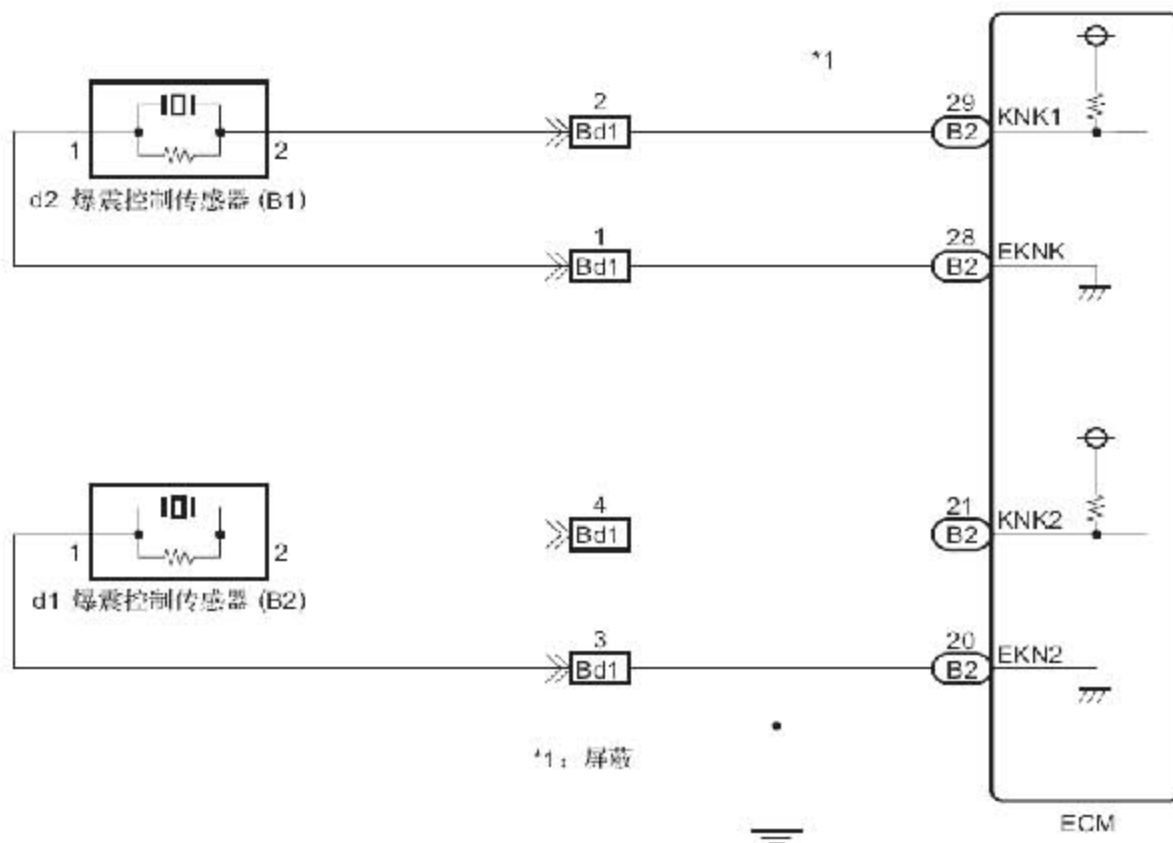 *1
2
29
Bd1
B2
KNK1
1
2
d2 爆震控制传感器 (B1)
1
28
Bd1
B2
EKNK
4
21
Bd1
B2
KNK2
1
2
d1 爆震控制传感器 (B2)
3
20
Bd1
B2
EKN2
*1：屏蔽
ECM